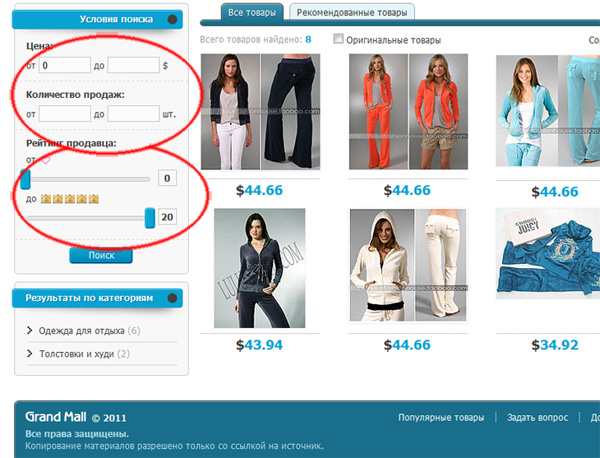 Условия поиска
Цена:
от 0 до $
Количество продаж:
от до шт.
Рейтинг продавца:
от
0
до
20
Поиск
Результаты по категориям
Одежда для отдыха (6)
Толстовки и худи (2)
Все товары
Рекомендованные товары
Всего товаров найдено: 8
Оригинальные товары
Со
$44.66
$44.66
$44.66
$43.94
$44.66
$34.92
CHOOSE
JUICY
Grand Mall © 2011
Все права защищены.
Копирование материалов разрешено только со ссылкой на источник.
Популярные товары
Задать вопрос